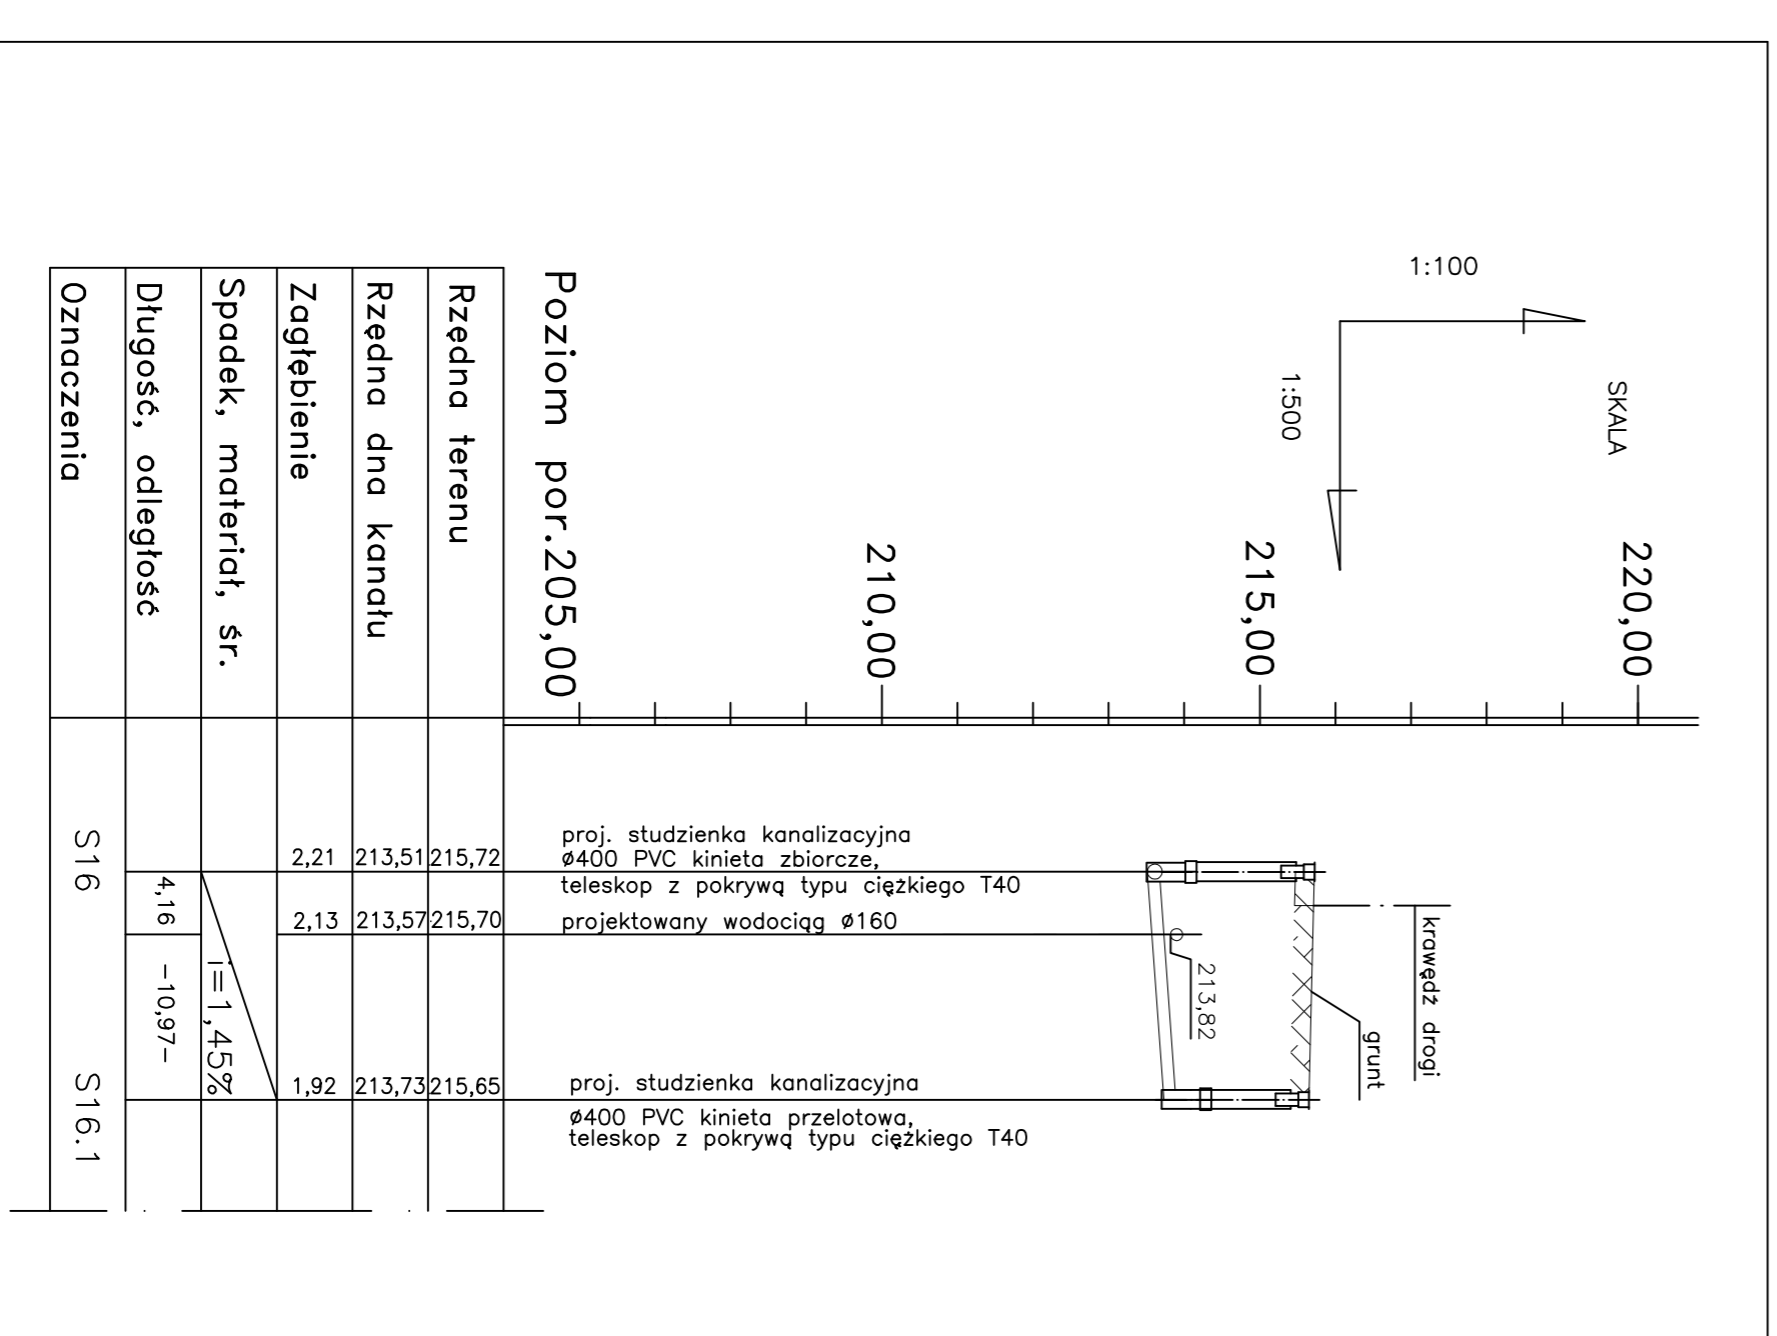 SKALA
1:100
1:500
220,00
215,00
210,00
Poziom por.205,00
Rzędna terenu
Rzędna dna kanału
Zagłębienie
Spadek, materiał, śr.
Długość, odległość
Oznaczenia
proj. studzienka kanalizacyjna
ø400 PVC kinieta zbiorcze,
teleskop z pokrywą typu ciężkiego T40
2,21 213,51 215,72
projektowany wodociąg ø160
2,13 213,57 215,70
proj. studzienka kanalizacyjna
ø400 PVC kinieta przelotowa,
teleskop z pokrywą typu ciężkiego T40
1,92 213,73 215,65
i=1,45%
4,16
-10,97-
S16
S16.1
213,82
krawędź drogi
grunt